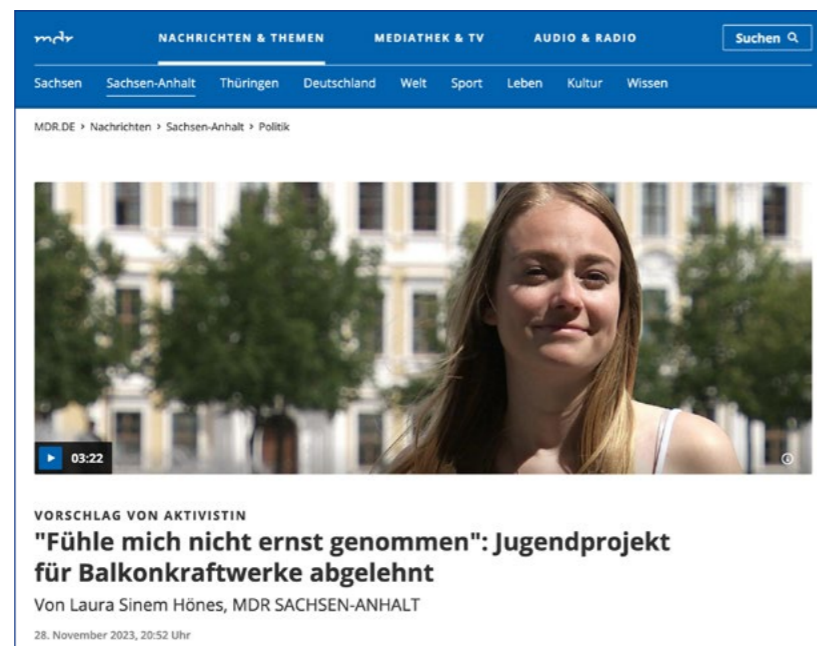 mdr NACHRICHTEN & THEMEN MEDIATHEK & TV AUDIO & RADIO Suchen
Sachsen Sachsen-Anhalt Thüringen Deutschland Welt Sport Leben Kultur Wissen
MDR.DE > Nachrichten > Sachsen-Anhalt > Politik
03:22
VORSCHLAG VON AKTIVISTIN
"Fühle mich nicht ernst genommen": Jugendprojekt
für Balkonkraftwerke abgelehnt
Von Laura Sinem Hönes, MDR SACHSEN-ANHALT
28. November 2023, 20:52 Uhr